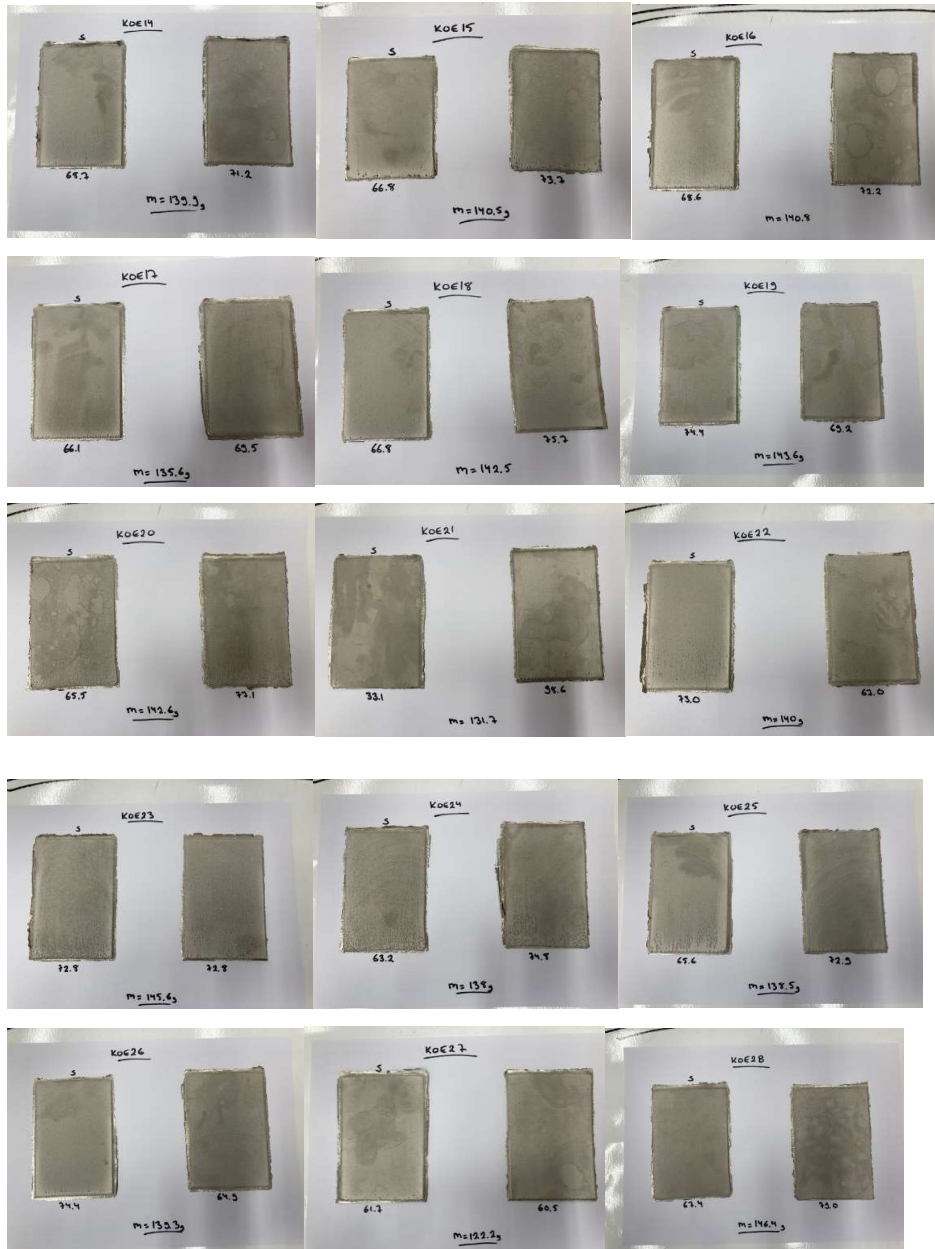 KOE14
S
68.7 71.2
m=139.9g
KOE15
S
66.8 73.7
m=140.5g
KOE16
S
68.6 72.2
m=140.8
KOE17
S
66.1 69.5
m=135.6g
KOE18
S
66.8 75.7
m=142.5
KOE19
S
74.4 69.2
m=143.6g
KOE20
S
65.5 77.1
m=142.6g
KOE21
S
33.1 98.6
m=131.7
KOE22
S
73.0 67.0
m=140g
KOE23
S
72.8 72.8
m=145.6g
KOE24
S
63.2 74.8
m=138g
KOE25
S
65.6 72.9
m=138.5g
KOE26
S
74.4 64.9
m=139.3g
KOE27
S
61.7 60.5
m=122.2g
KOE28
S
67.4 79.0
m=146.4g